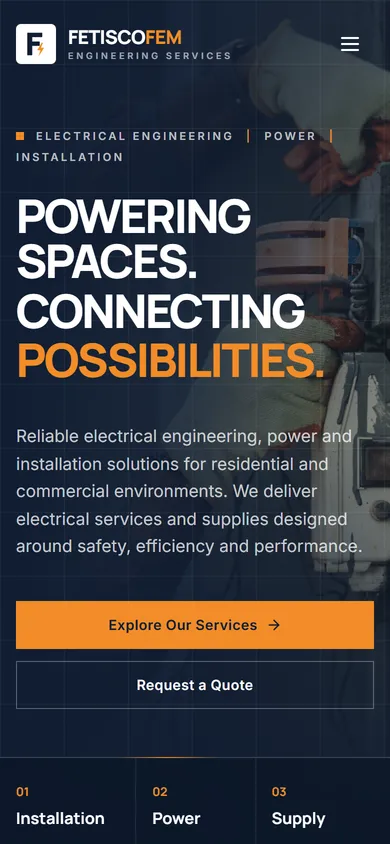 F
FETISCOFEM
ENGINEERING SERVICES
ELECTRICAL ENGINEERING | POWER |
INSTALLATION
POWERING
SPACES.
CONNECTING
POSSIBILITIES.
Reliable electrical engineering, power and
installation solutions for residential and
commercial environments. We deliver
electrical services and supplies designed
around safety, efficiency and performance.
Explore Our Services →
Request a Quote
01 02 03
Installation Power Supply